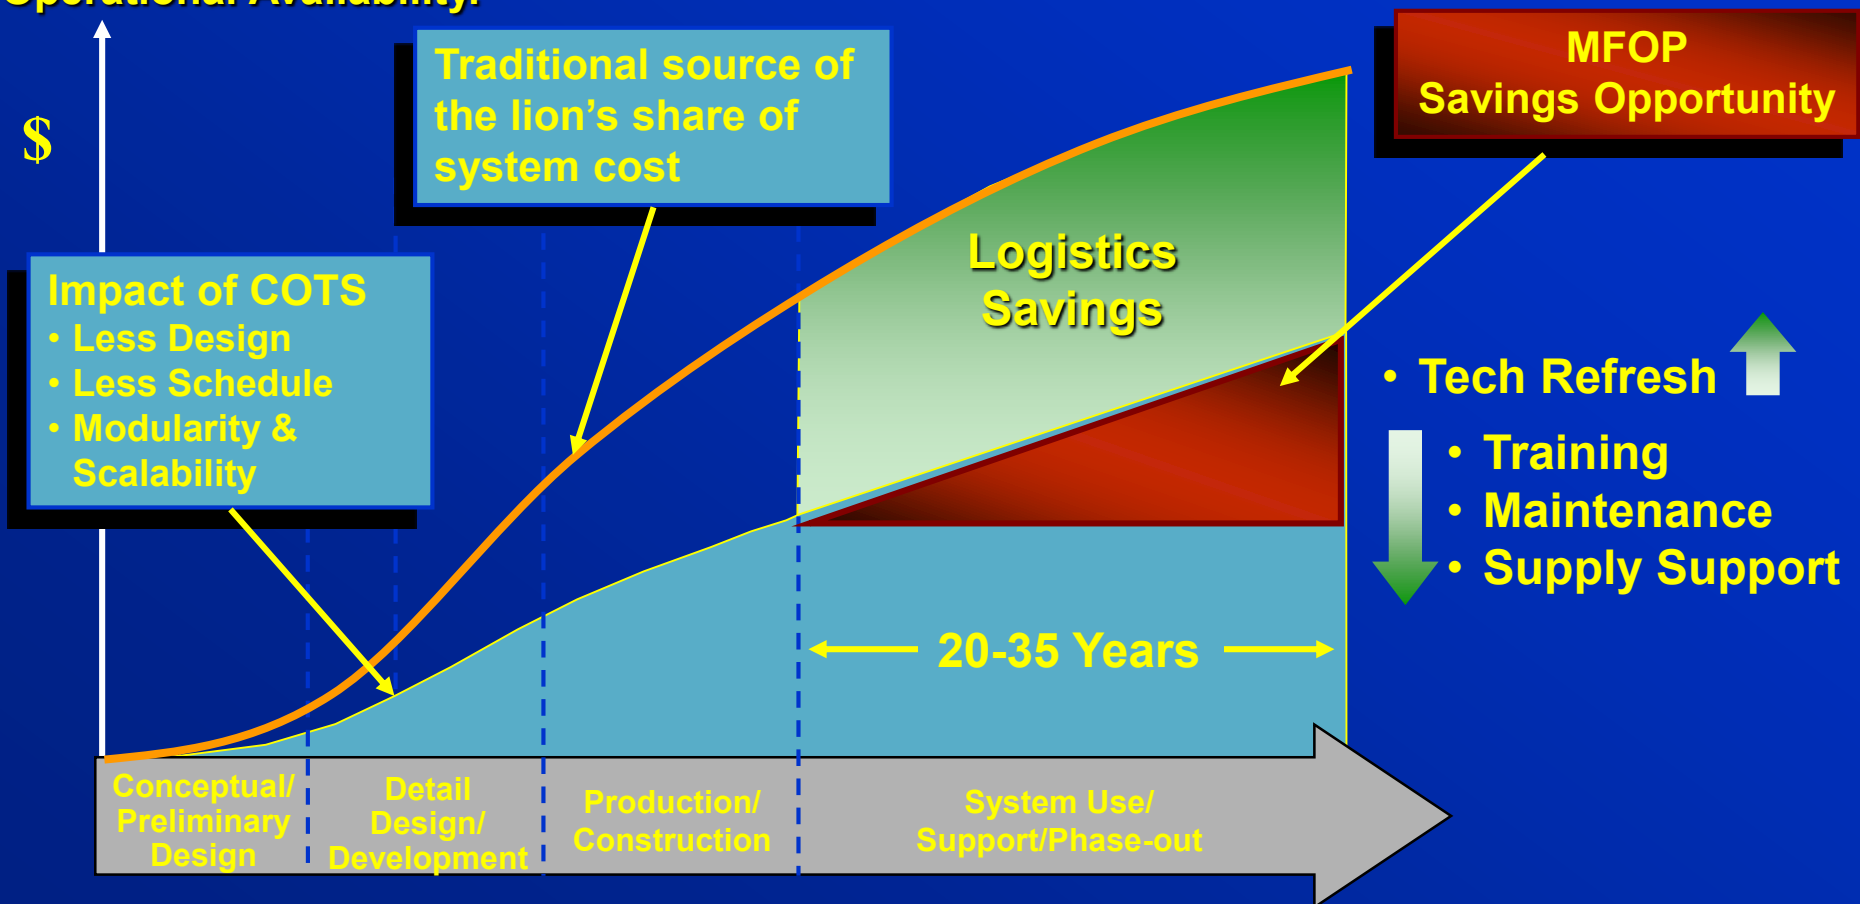 Operational Availability.
$
Traditional source of
the lion’s share of
system cost
MFOP
Savings Opportunity
Impact of COTS
• Less Design
• Less Schedule
• Modularity &
Scalability
Logistics
Savings
• Tech Refresh
• Training
• Maintenance
• Supply Support
20-35 Years
Conceptual/
Preliminary
Design
Detail
Design/
Development
Production/
Construction
System Use/
Support/Phase-out